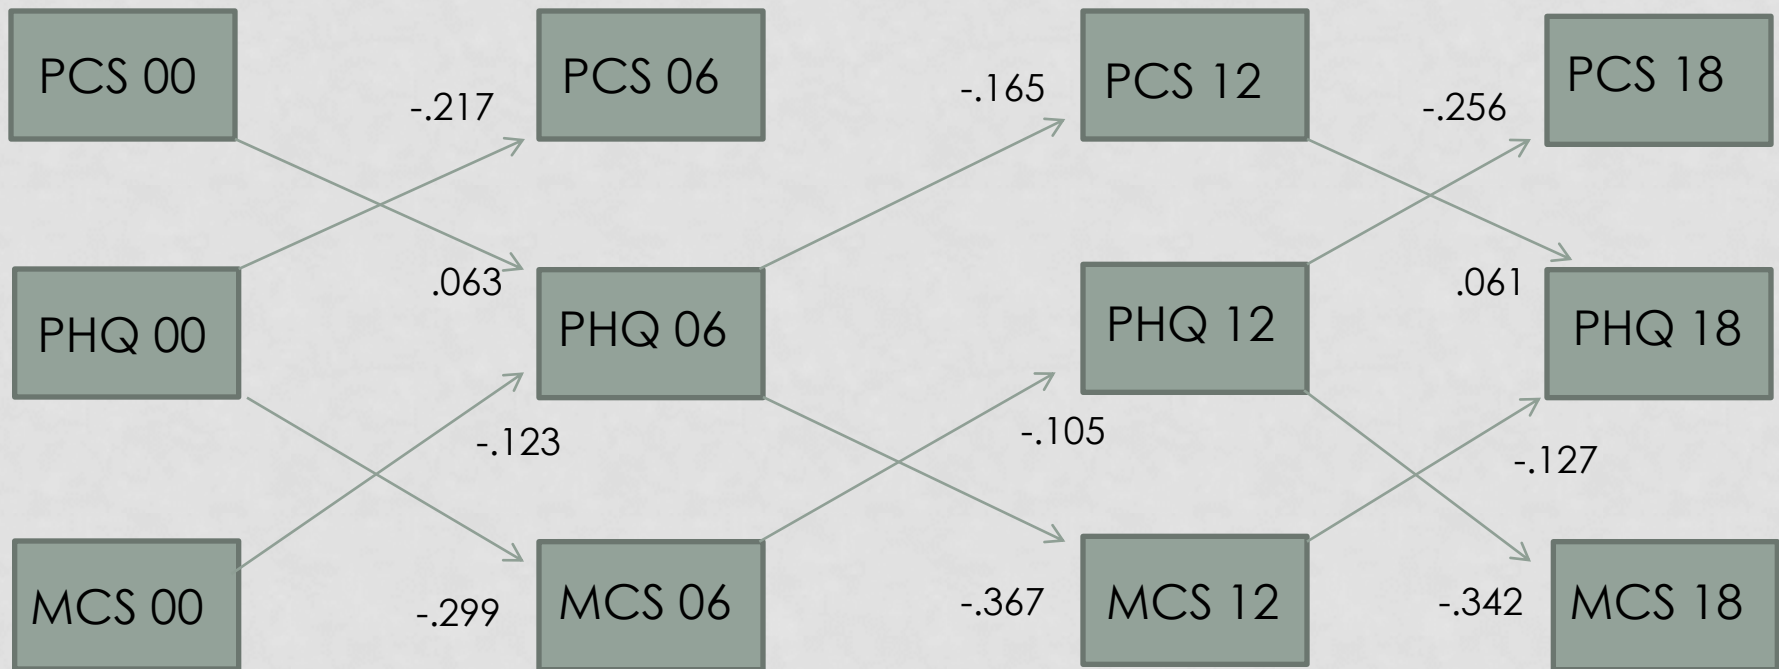 PCS 00
-.217
PCS 06
-.165
PCS 12
-.256
PCS 18
PHQ 00
.063
PHQ 06
PHQ 12
.061
PHQ 18
-.123
-.105
-.127
MCS 00
-.299
MCS 06
-.367
MCS 12
-.342
MCS 18